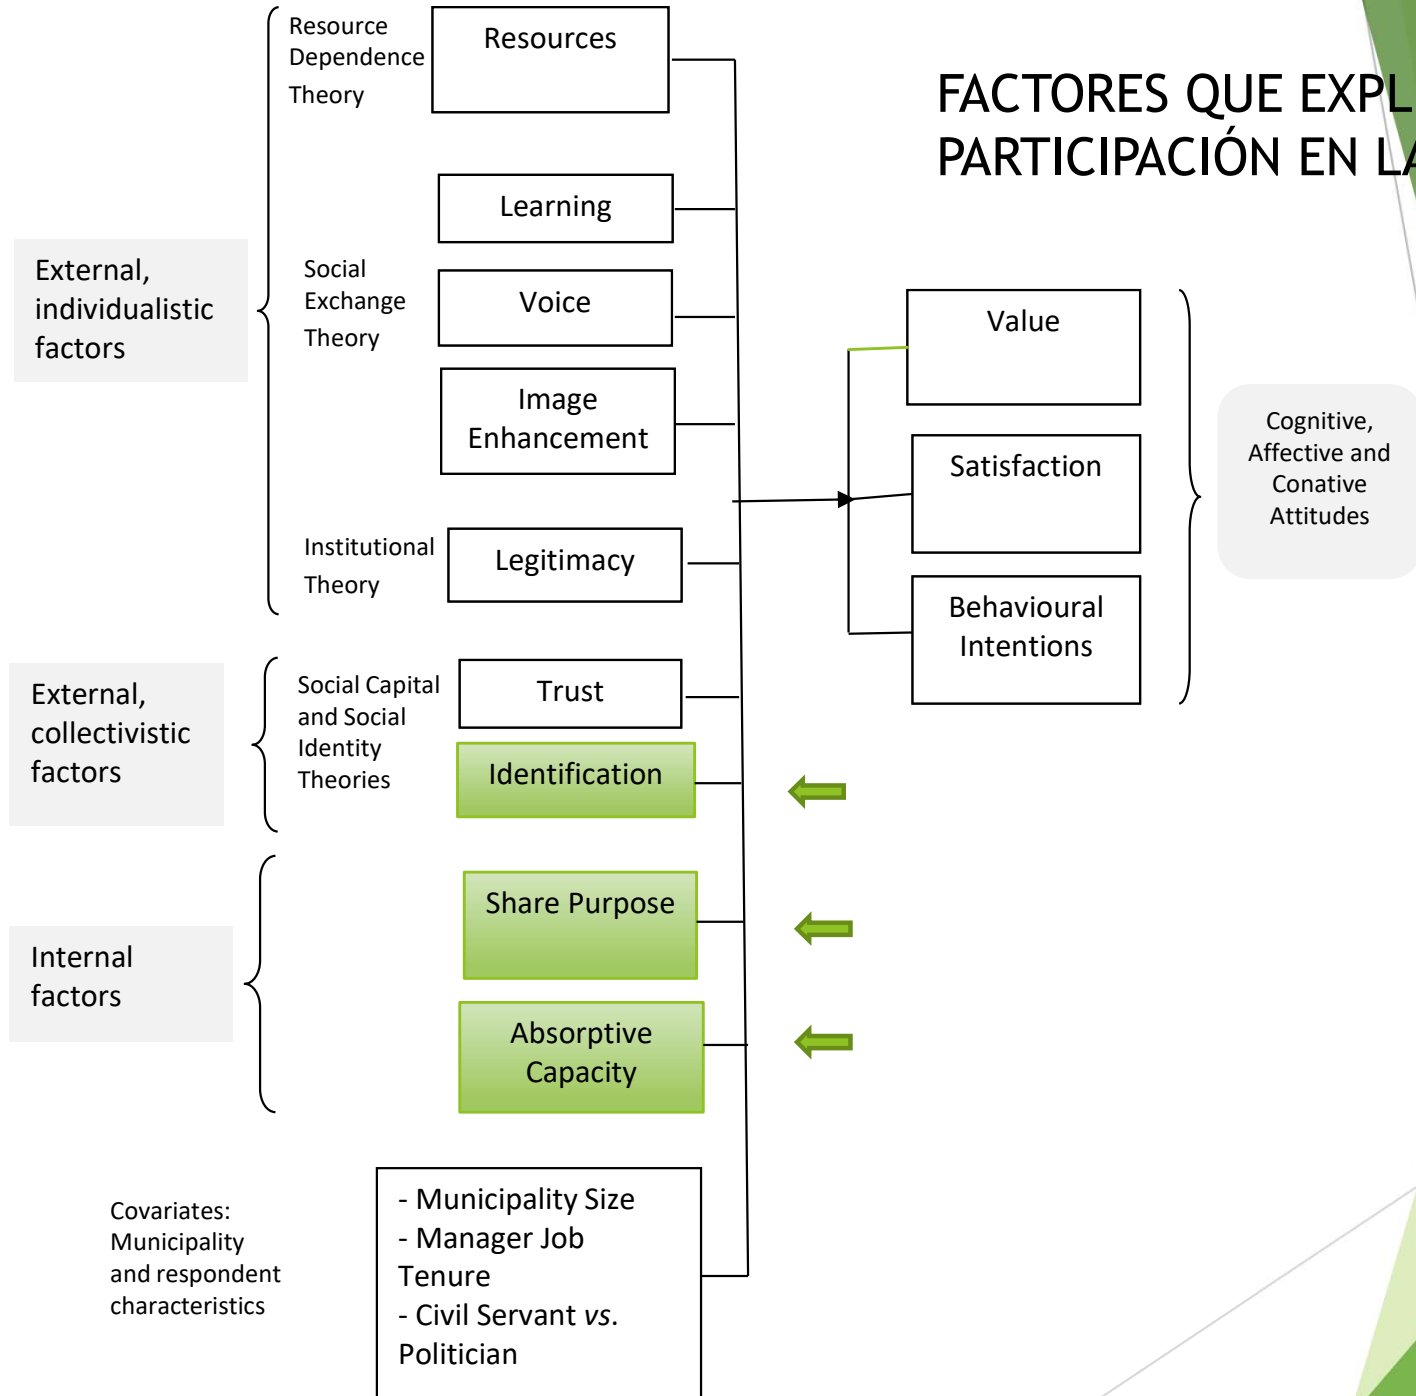 Resource
Dependence
Theory
Resources
FACTORES QUE EXPL
PARTICIPACIÓN EN LA
Learning
External,
individualistic
factors
Social
Exchange
Theory
Voice
Image
Enhancement
Institutional
Theory
Legitimacy
Value
Satisfaction
Behavioural
Intentions
Cognitive,
Affective and
Conative
Attitudes
External,
collectivistic
factors
Social Capital
and Social
Identity
Theories
Trust
Identification
Internal
factors
Share Purpose
Absorptive
Capacity
Covariates:
Municipality
and respondent
characteristics
- Municipality Size
- Manager Job
Tenure
- Civil Servant vs.
Politician